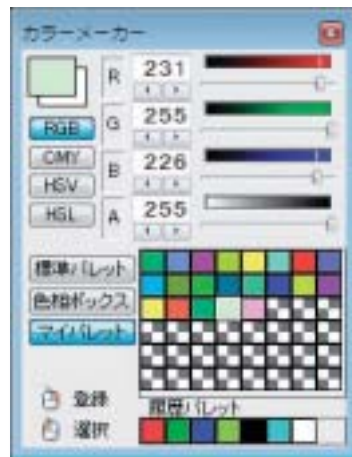 カラーメーカー
R 231
RGB G 255
CMY B 226
HSV
HSL A 255
標準パレット
色相ボックス
マイパレット
登録 履歴パレット
選択